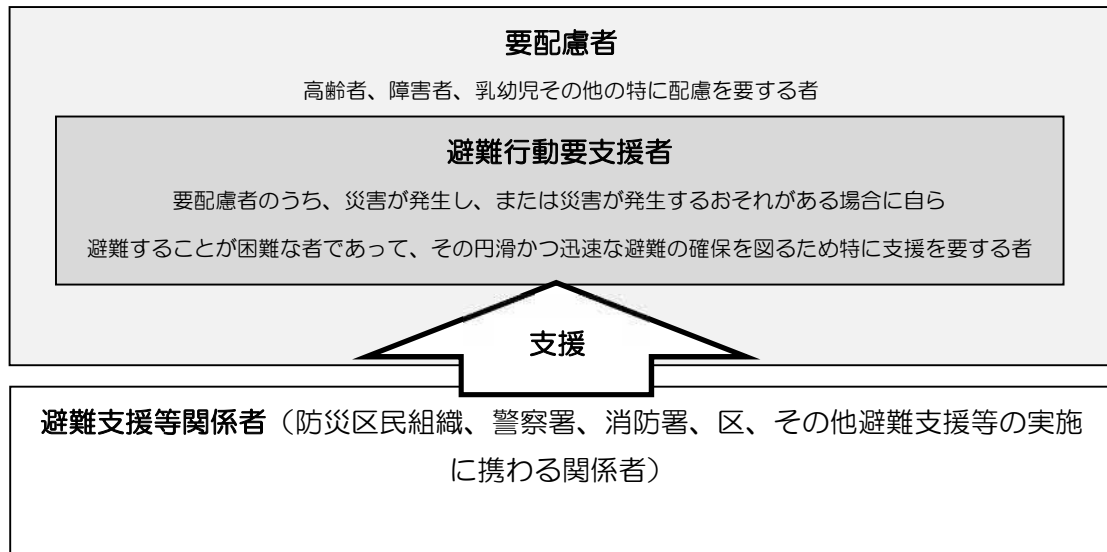 要配慮者
高齢者、障害者、乳幼児その他の特に配慮を要する者
避難行動要支援者
要配慮者のうち、災害が発生し、または災害が発生するおそれがある場合に自ら
避難することが困難な者であって、その円滑かつ迅速な避難の確保を図るため特に支援を要する者
支援
避難支援等関係者（防災区民組織、警察署、消防署、区、その他避難支援等の実施
に携わる関係者）